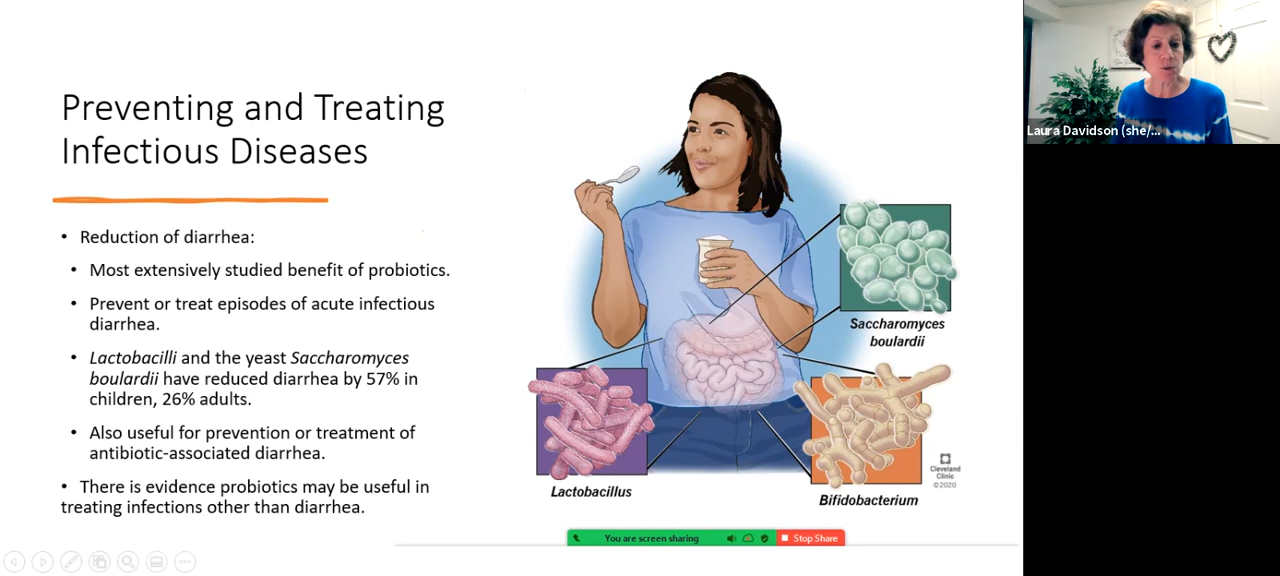 Preventing and Treating
Infectious Diseases
• Reduction of diarrhea:
• Most extensively studied benefit of probiotics.
• Prevent or treat episodes of acute infectious
diarrhea.
• Lactobacilli and the yeast Saccharomyces
boulardii have reduced diarrhea by 57% in
children, 26% adults.
• Also useful for prevention or treatment of
antibiotic-associated diarrhea.
• There is evidence probiotics may be useful in
treating infections other than diarrhea.
Saccharomyces
boulardii
Lactobacillus
Bifidobacterium
Cleveland
Clinic
©2020
You are screen sharing
Stop Share
Laura Davidson (she/...